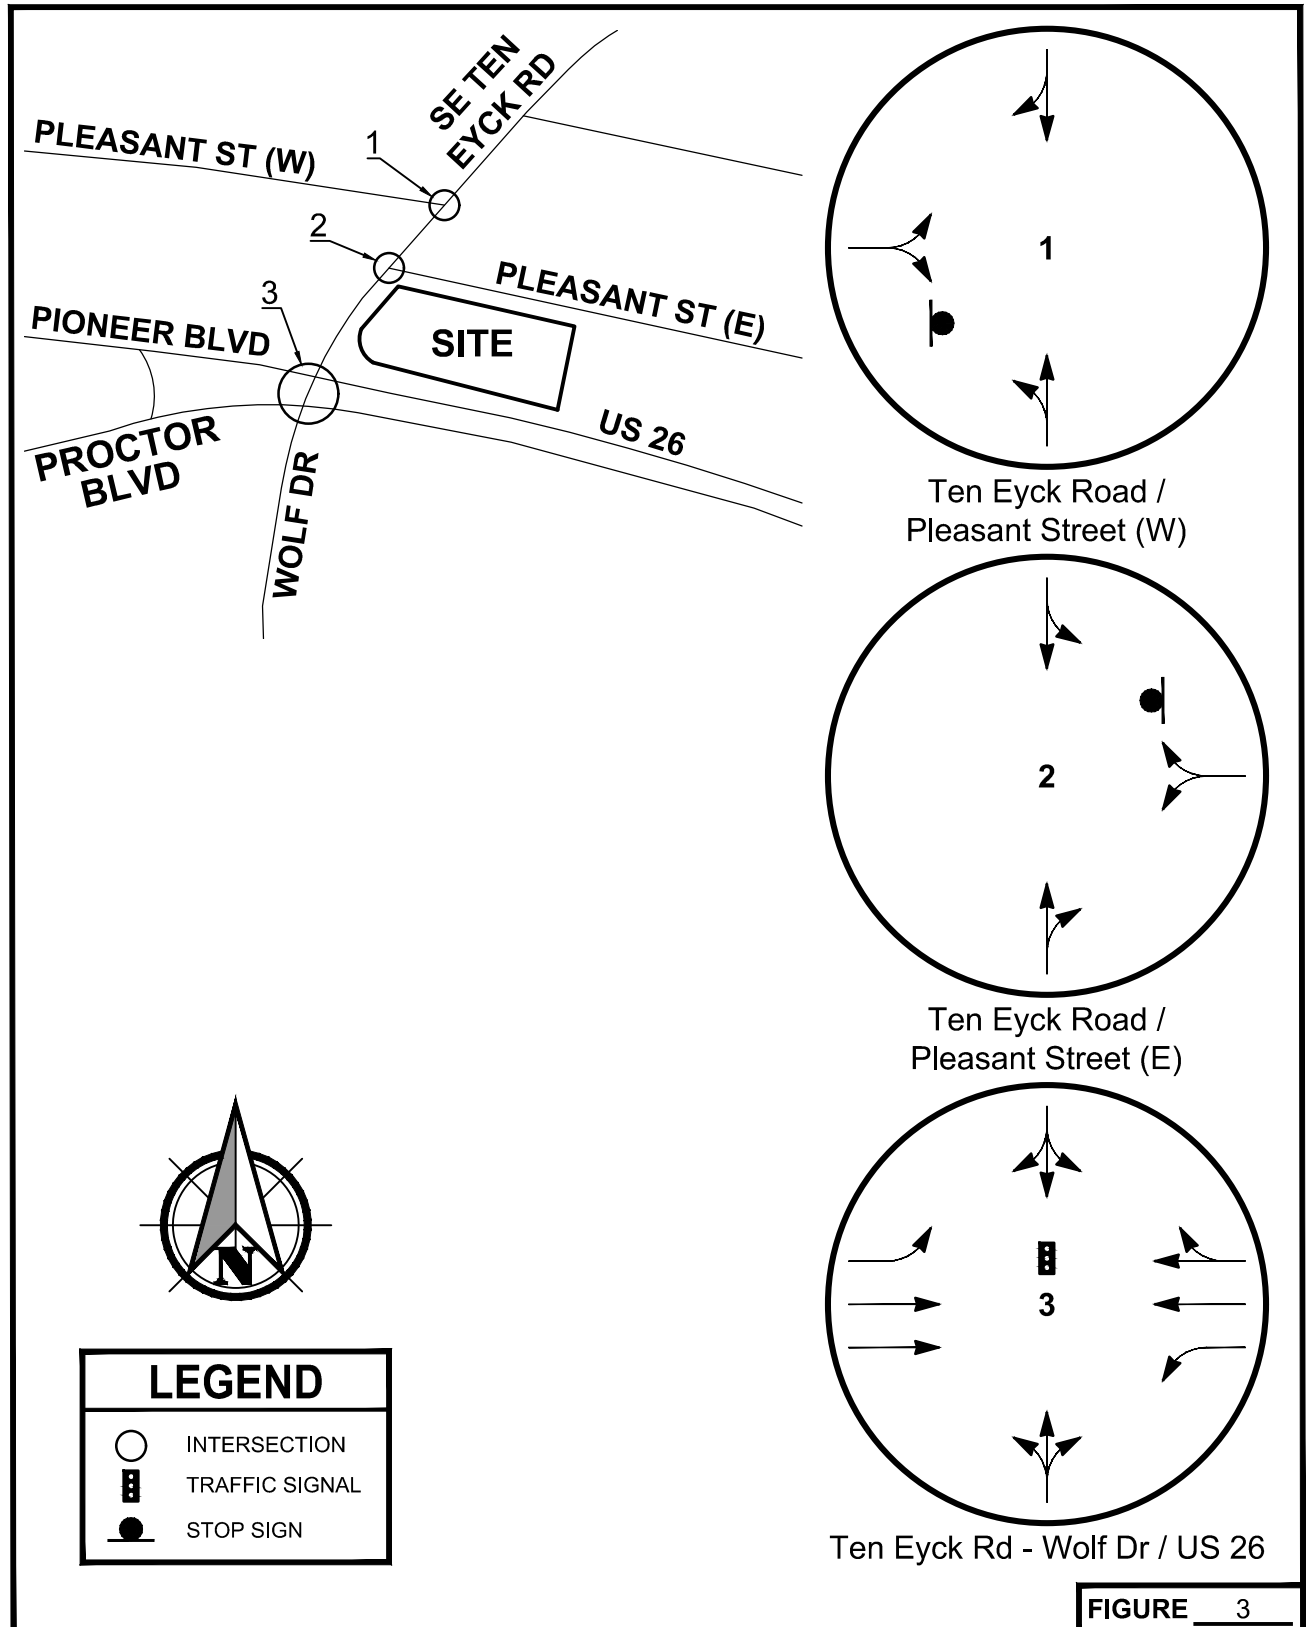 SE TEN
EYCK RD
PLEASANT ST (W)
1
2
PLEASANT ST (E)
3
PIONEER BLVD
SITE
US 26
PROCTOR
BLVD
WOLF DR
1
Ten Eyck Road /
Pleasant Street (W)
2
Ten Eyck Road /
Pleasant Street (E)
3
Ten Eyck Rd - Wolf Dr / US 26
N
LEGEND
INTERSECTION
TRAFFIC SIGNAL
STOP SIGN
FIGURE 3